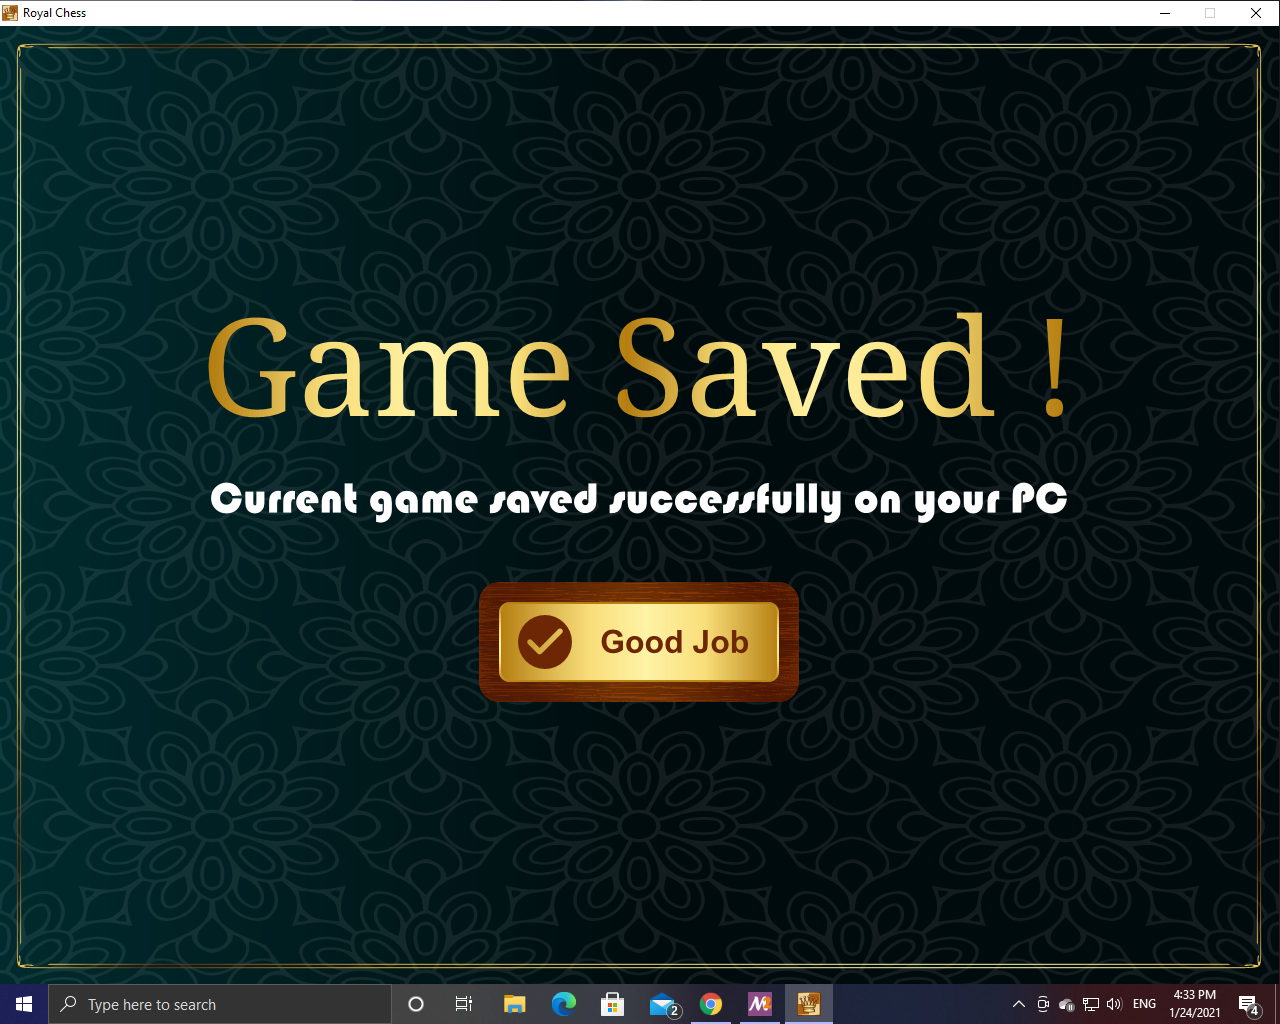 Royal Chess
Game Saved !
Current game saved successfully on your PC
Good Job
Type here to search
2
ENG
4:33 PM
1/24/2021
4